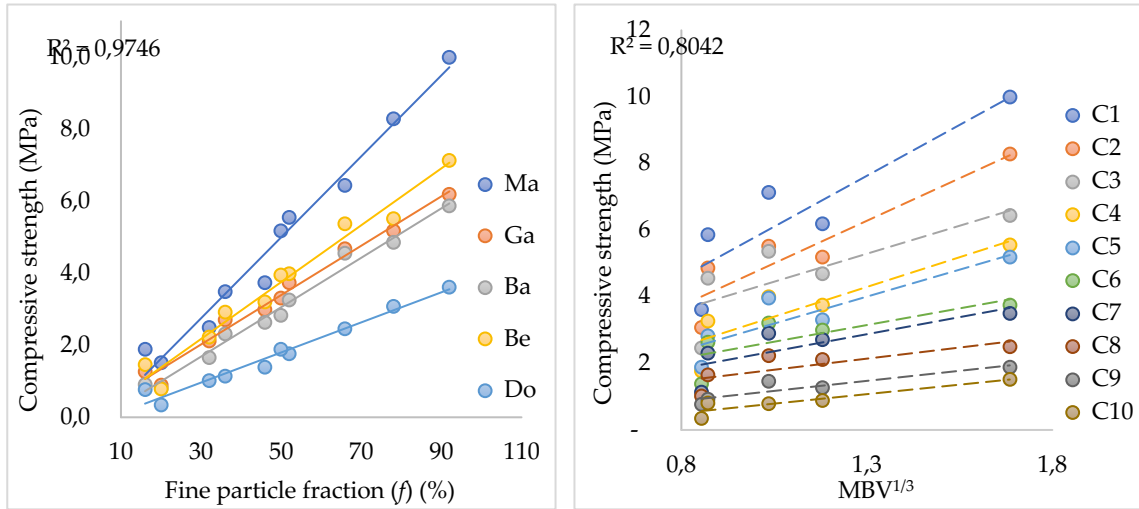 R² = 0,9746
10,0
8,0
6,0
4,0
2,0
0,0
Compressive strength (MPa)
10 30 50 70 90 110
Fine particle fraction (f) (%)
Ma
Ga
Ba
Be
Do
R² = 0,8042
12
10
8
6
4
2
-
Compressive strength (MPa)
0,8 1,3 1,8
MBV¹ᐟ³
C1
C2
C3
C4
C5
C6
C7
C8
C9
C10